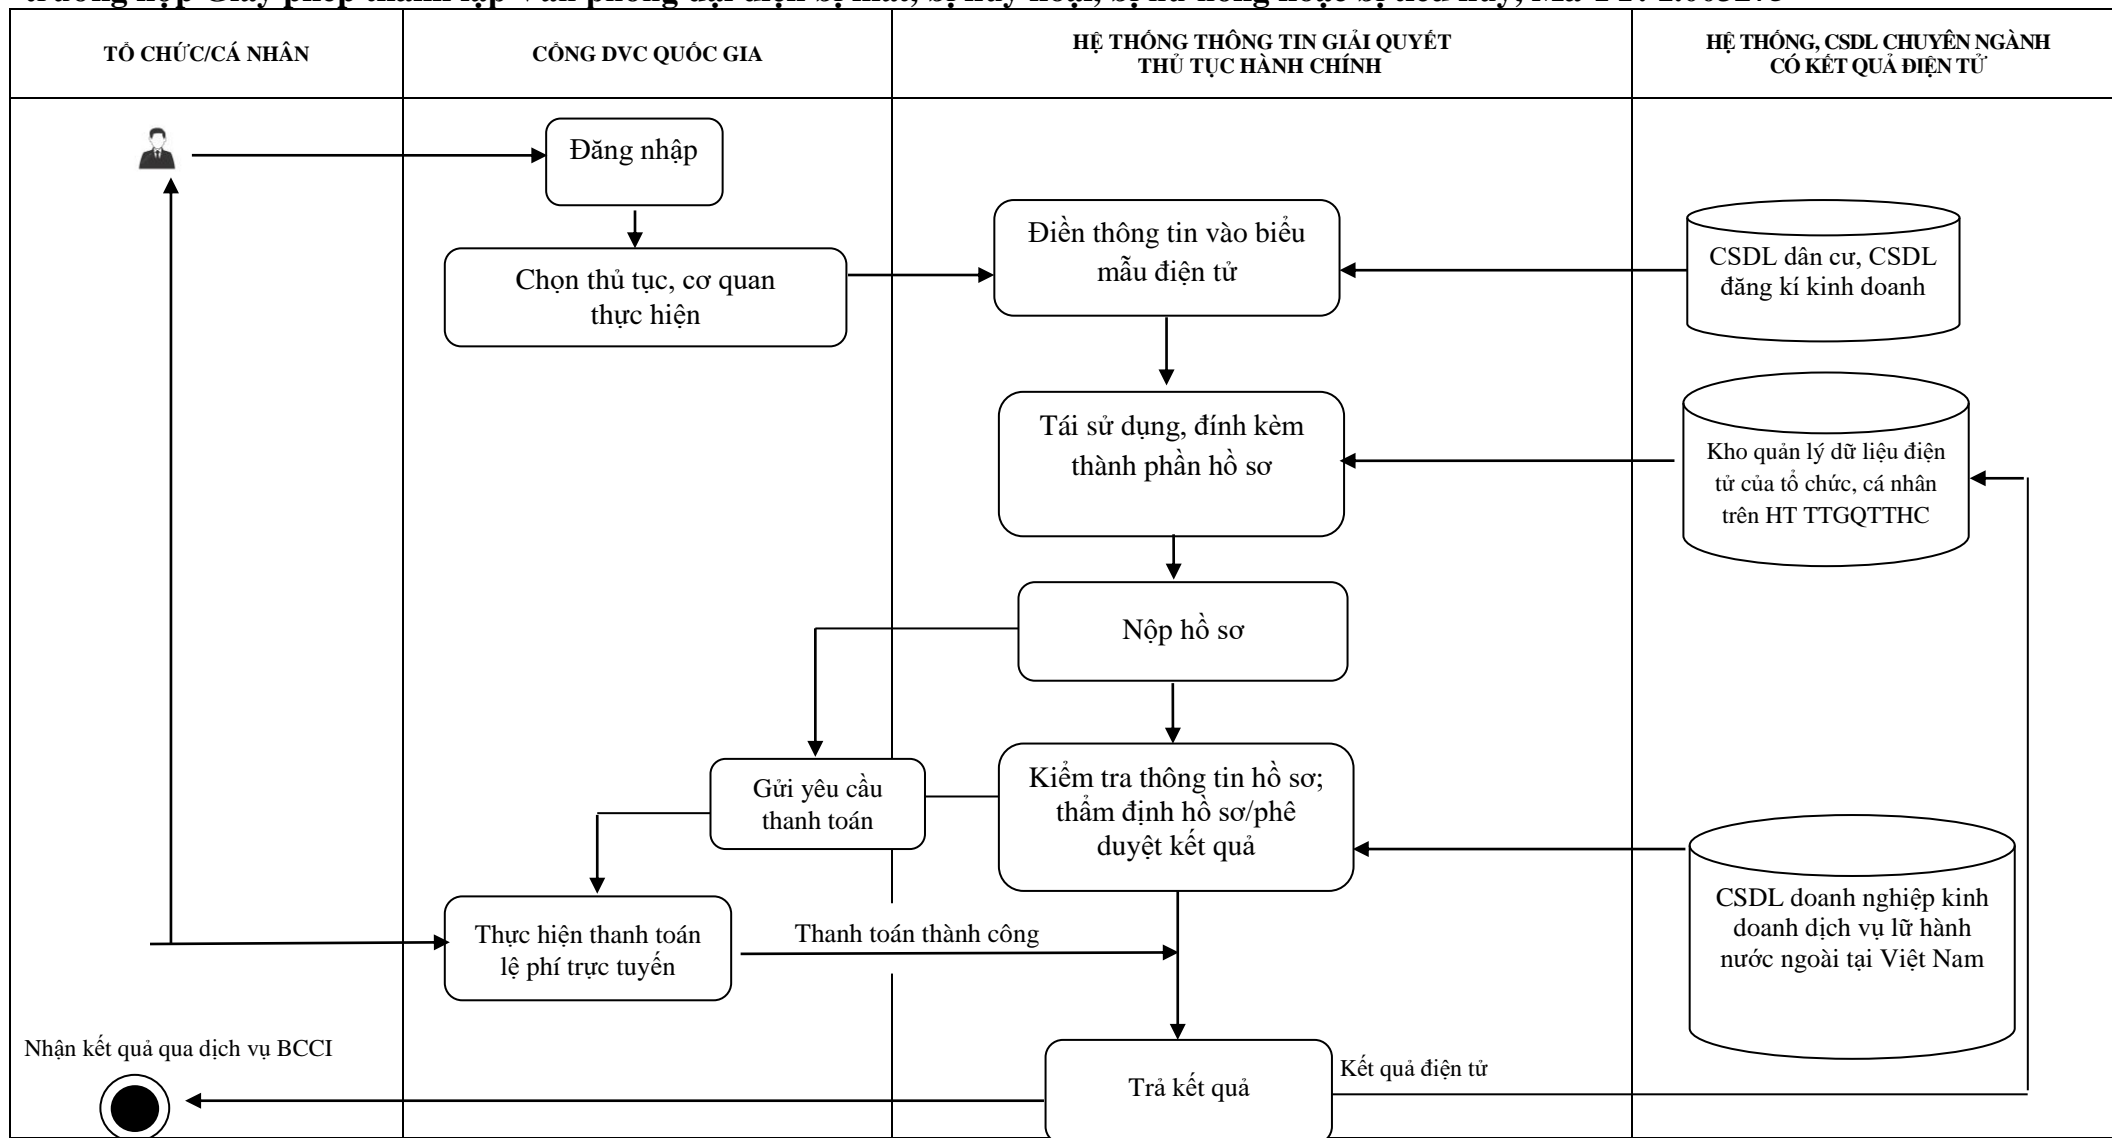 TỔ CHỨC/CÁ NHÂN
CỔNG DVC QUỐC GIA
HỆ THỐNG THÔNG TIN GIẢI QUYẾT
THỦ TỤC HÀNH CHÍNH
HỆ THỐNG, CSDL CHUYÊN NGÀNH
CÓ KẾT QUẢ ĐIỆN TỬ
Đăng nhập
Chọn thủ tục, cơ quan
thực hiện
Điền thông tin vào biểu
mẫu điện tử
CSDL dân cư, CSDL
đăng kí kinh doanh
Tái sử dụng, đính kèm
thành phần hồ sơ
Kho quản lý dữ liệu điện
tử của tổ chức, cá nhân
trên HT TTGQTTHC
Nộp hồ sơ
Gửi yêu cầu
thanh toán
Kiểm tra thông tin hồ sơ;
thẩm định hồ sơ/phê
duyệt kết quả
CSDL doanh nghiệp kinh
doanh dịch vụ lữ hành
nước ngoài tại Việt Nam
Thực hiện thanh toán
lệ phí trực tuyến
Thanh toán thành công
Nhận kết quả qua dịch vụ BCCI
Trả kết quả
Kết quả điện tử